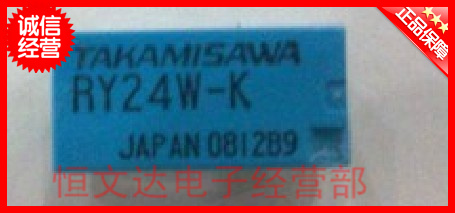 诚信
经营
正品保障
TAKAMISAWA
RY24W-K
JAPAN 0812B9
恒文达电子经营部